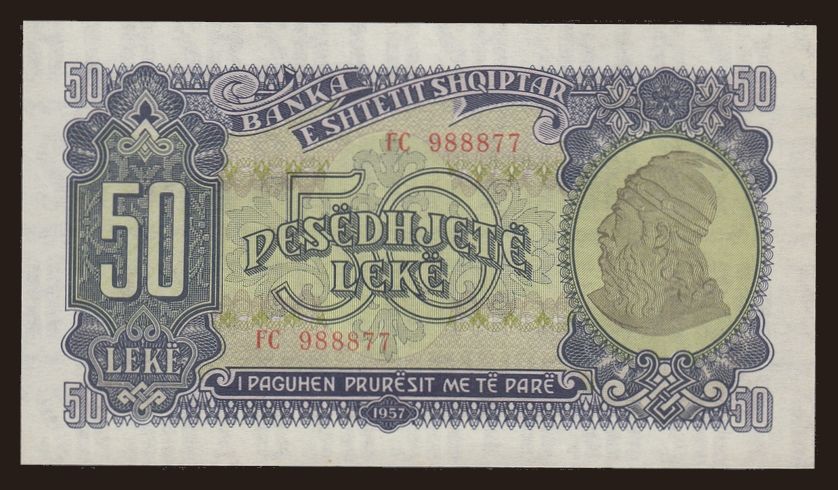 50
50
BANKA
E SHTETIT SHQIPTAR
FC 988877
50
50
PESËDHJETË
LEKË
FC 988877
LEKË
I PAGUHEN PRURËSIT ME TË PARË
50
1957
50